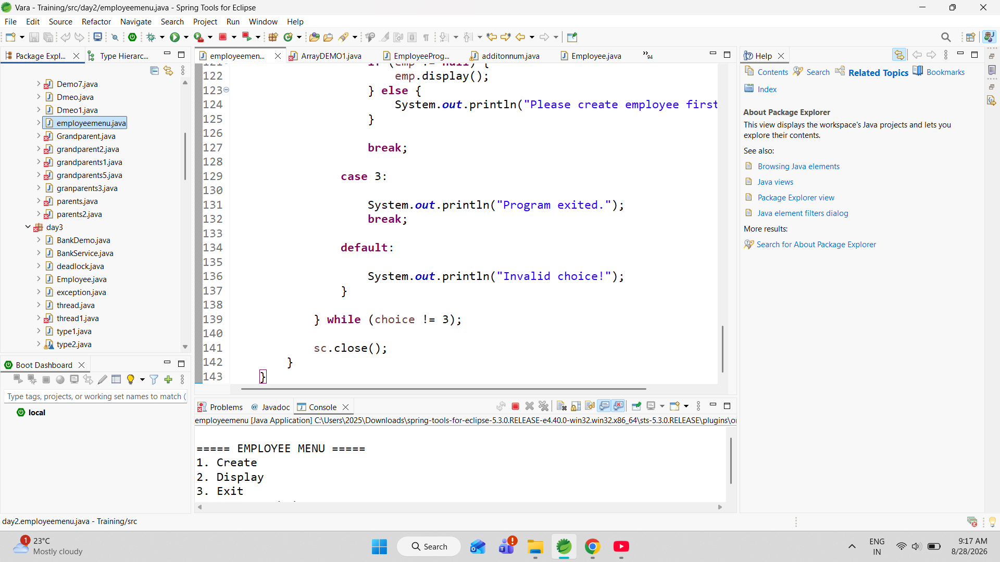 Vara - Training/src/day2/employeemenu.java - Spring Tools for Eclipse
File Edit Source Refactor Navigate Search Project Run Window Help
Package Expl...
Type Hierarc...
Demo7.java
Dmeo.java
Dmeo1.java
employeemenu.java
Grandparent.java
grandparent2.java
grandparents1.java
grandparents5.java
granparents3.java
parents.java
parents2.java
day3
BankDemo.java
BankService.java
deadlock.java
Employee.java
exception.java
thread.java
thread1.java
type1.java
type2.java
Boot Dashboard
Type tags, projects, or working set names to match (
local
employeemen...
ArrayDEMO1.java
EmployeeProg...
additonnum.java
Employee.java
94
122 emp.display();
123 } else {
124 System.out.println("Please create employee first
125 }
126
127 break;
128
129 case 3:
130
131 System.out.println("Program exited.");
132 break;
133
134 default:
135
136 System.out.println("Invalid choice!");
137 }
138
139 } while (choice != 3);
140
141 sc.close();
142 }
143 }
Problems @ Javadoc Console
employeemenu [Java Application] C:\Users\2025\Downloads\spring-tools-for-eclipse-5.3.0.RELEASE-e4.40.0-win32.win32.x86_64\sts-5.3.0.RELEASE\plugins\o
===== EMPLOYEE MENU =====
1. Create
2. Display
3. Exit
Help
Contents Search Related Topics Bookmarks
Index
About Package Explorer
This view displays the workspace's Java projects and lets you
explore their contents.
See also:
Browsing Java elements
Java views
Package Explorer view
Java element filters dialog
More results:
Search for About Package Explorer
day2.employeemenu.java - Training/src
1
23°C
Mostly cloudy
Search
ENG
IN
9:17 AM
8/28/2026